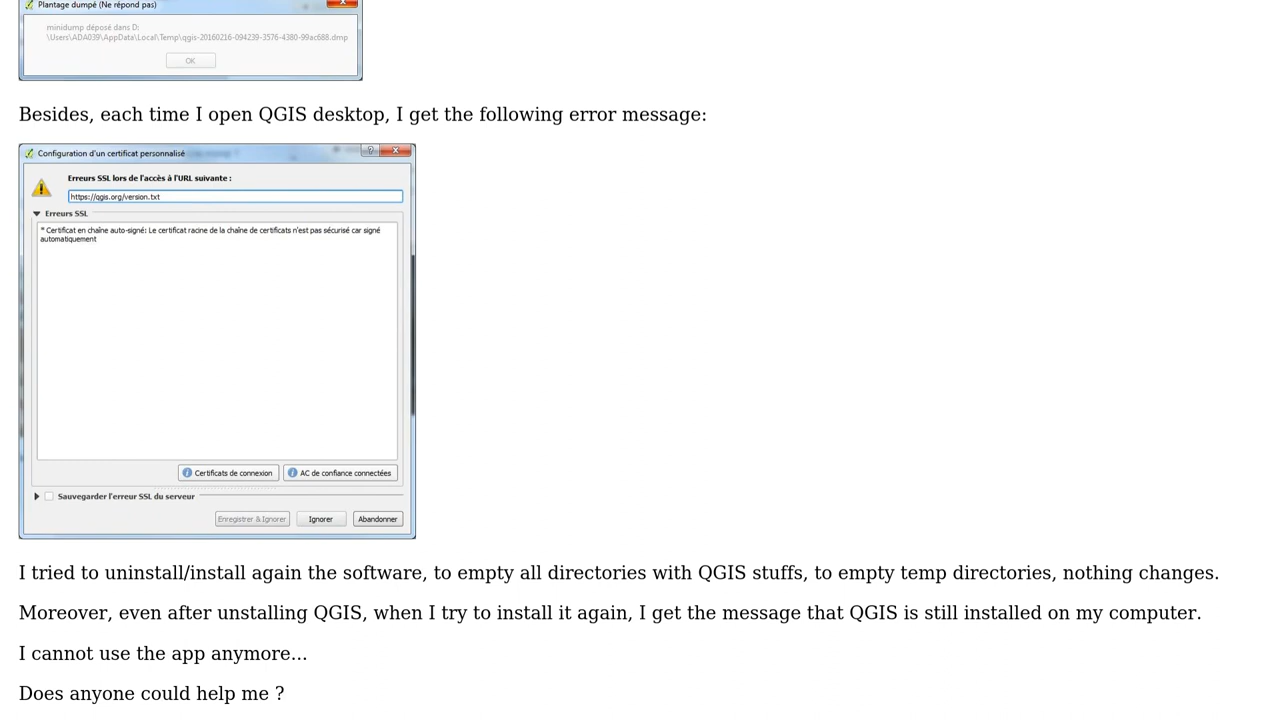 Plantage dumpé (Ne répond pas)
minidump déposé dans D:
\Users\ADA039\AppData\Local\Temp\qgis-20160216-094239-3576-4380-99ac688.dmp
OK
Besides, each time I open QGIS desktop, I get the following error message:
Configuration d'un certificat personnalisé
Erreurs SSL lors de l'accès à l'URL suivante :
https://qgis.org/version.txt
Erreurs SSL
* Certificat en chaîne auto-signé: Le certificat racine de la chaîne de certificats n'est pas sécurisé car signé
automatiquement
Certificats de connexion
AC de confiance connectées
Sauvegarder l'erreur SSL du serveur
Enregistrer & Ignorer
Ignorer
Abandonner
I tried to uninstall/install again the software, to empty all directories with QGIS stuffs, to empty temp directories, nothing changes.
Moreover, even after unstalling QGIS, when I try to install it again, I get the message that QGIS is still installed on my computer.
I cannot use the app anymore...
Does anyone could help me ?